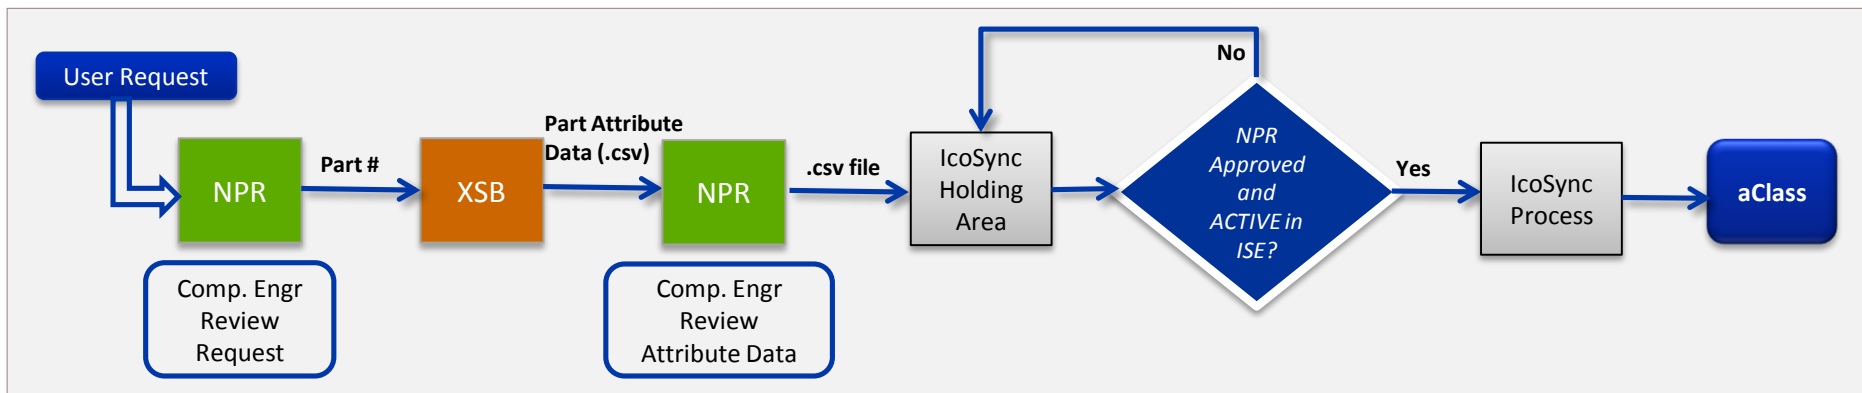 User Request
NPR
Comp. Engr
Review
Request
Part #
XSB
Part Attribute
Data (.csv)
NPR
Comp. Engr
Review
Attribute Data
.csv file
IcoSync
Holding
Area
No
NPR
Approved
and
ACTIVE in
ISE?
Yes
IcoSync
Process
aClass